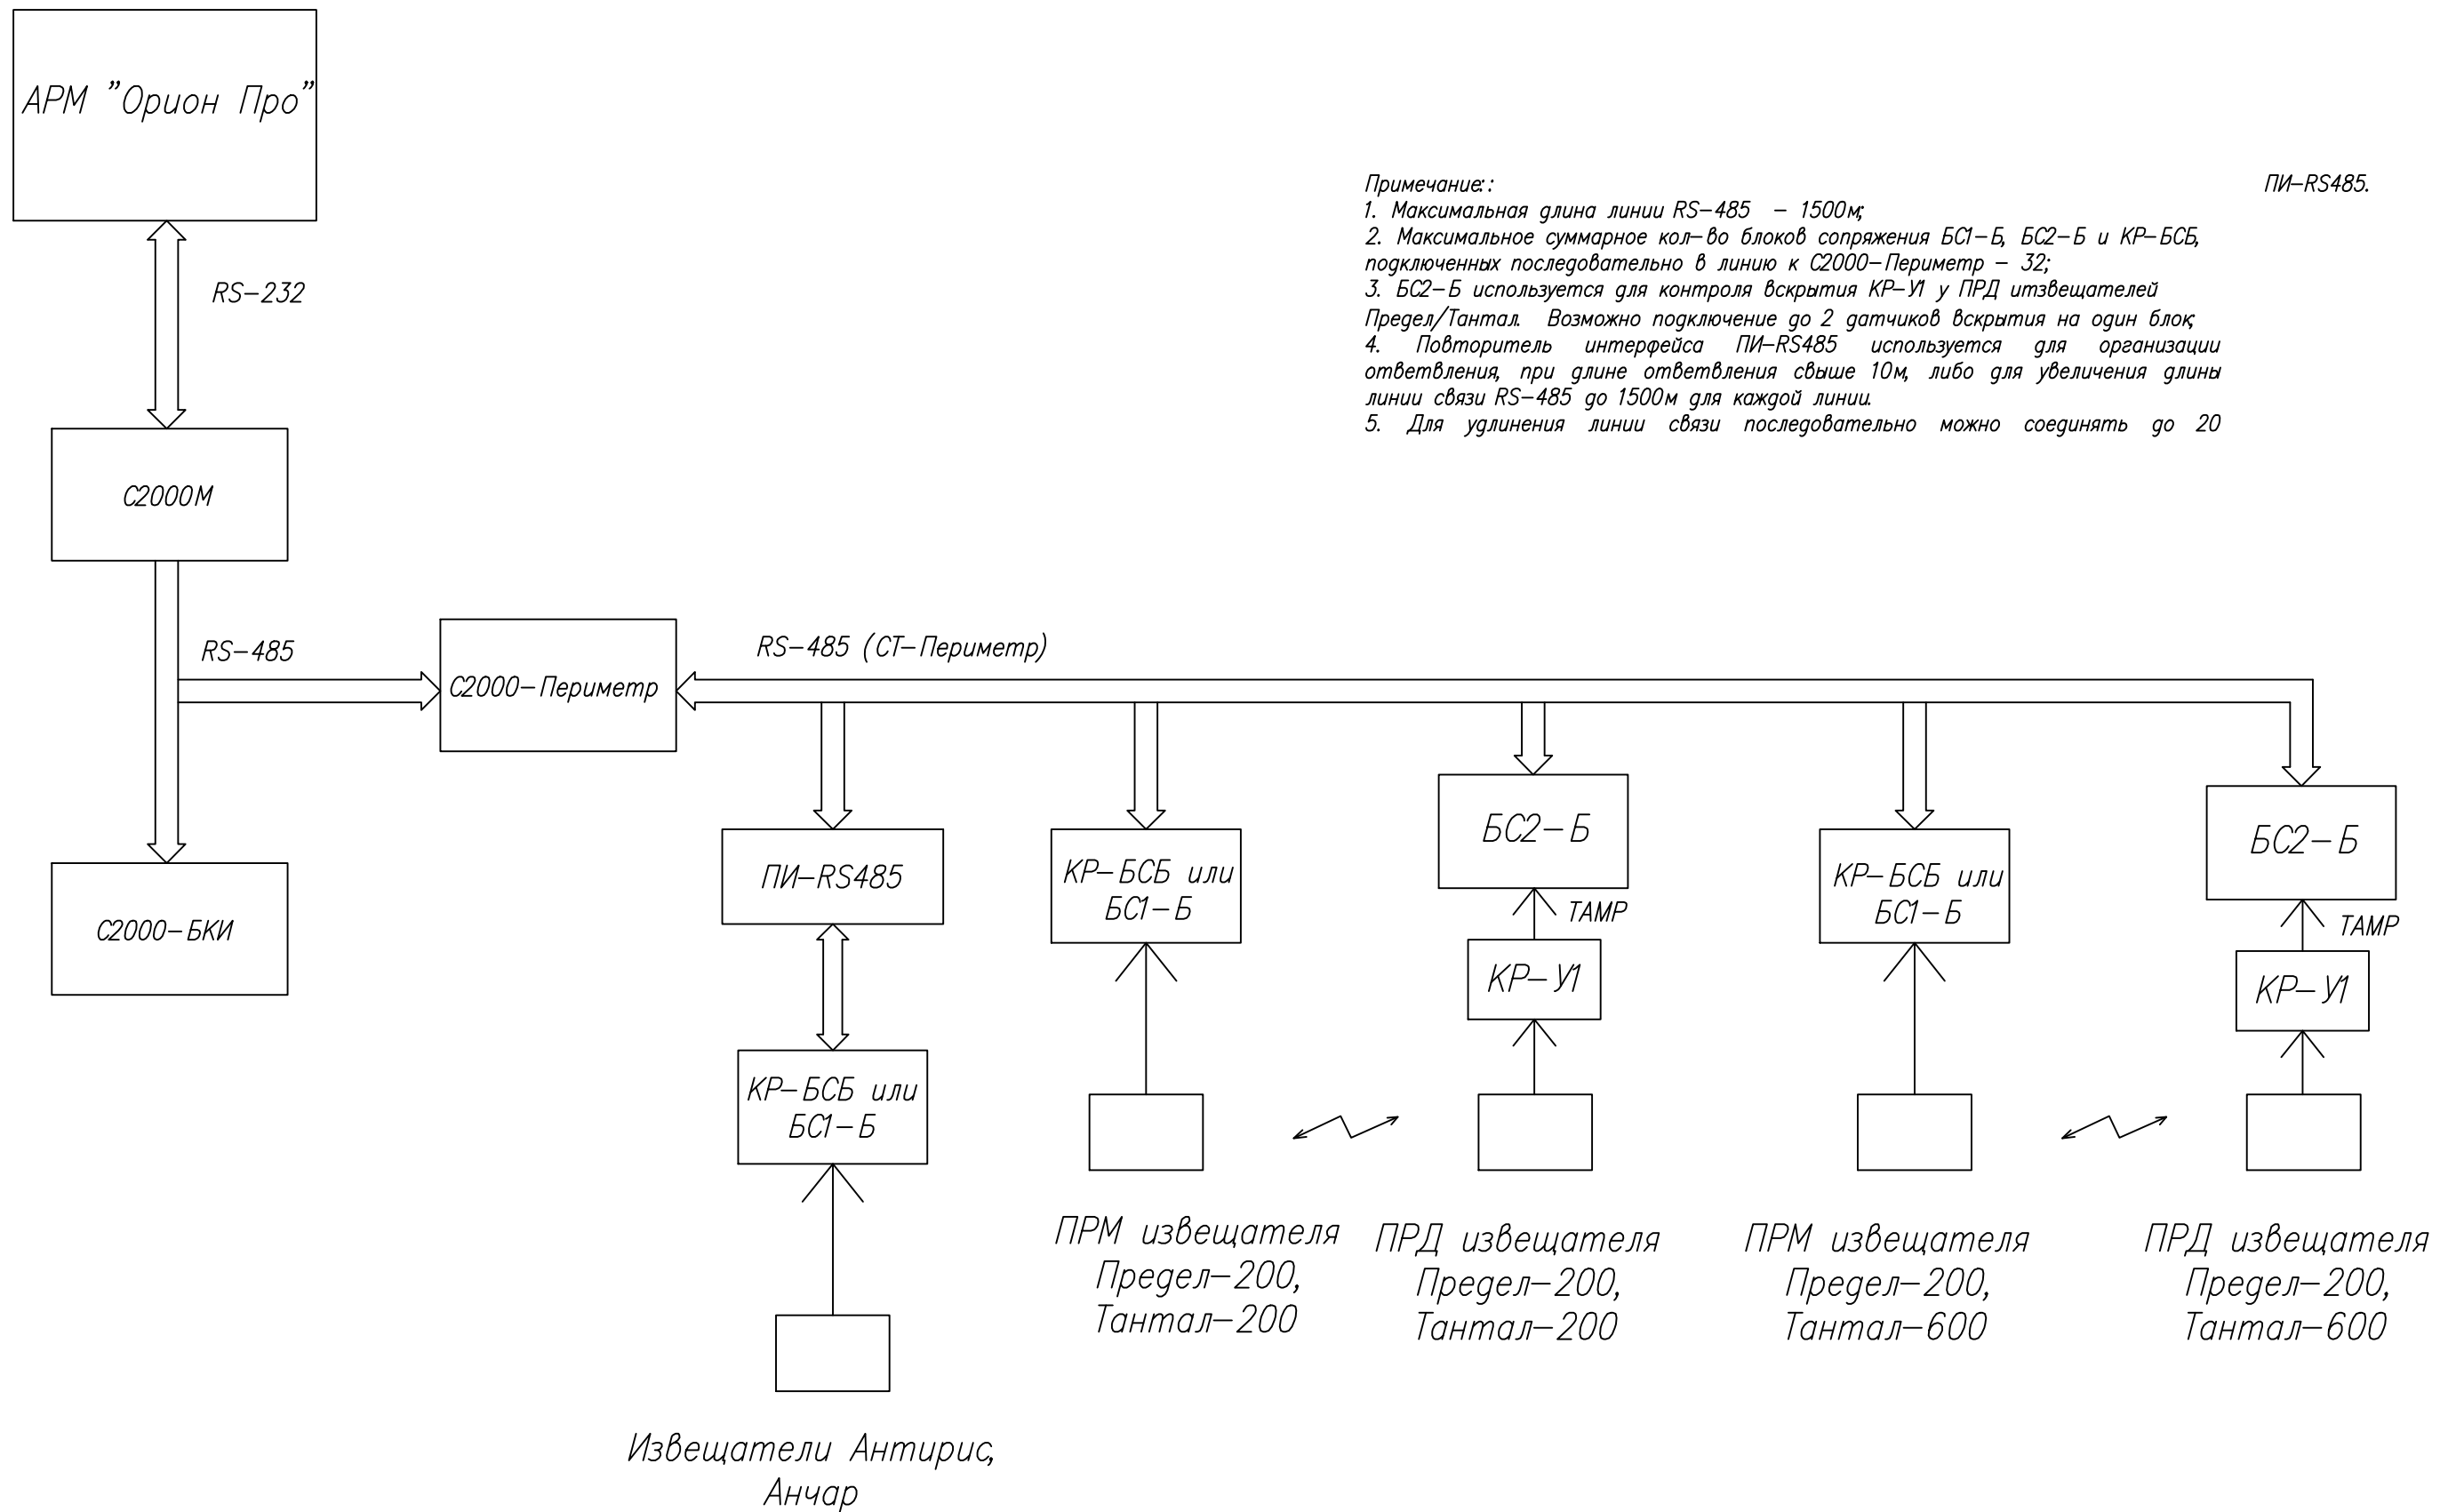 АРМ "Орион Про"
RS-232
С2000М
RS-485
С2000-Периметр
RS-485 (СТ-Периметр)
С2000-БКИ
Примечание::
1. Максимальная длина линии RS-485 - 1500м;
2. Максимальное суммарное кол-во блоков сопряжения БС1-Б, БС2-Б и КР-БСБ,
подключенных последовательно в линию к С2000-Периметр - 32;
3. БС2-Б используется для контроля вскрытия КР-У1 у ПРД итзвещателей
Предел/Тантал. Возможно подключение до 2 датчиков вскрытия на один блок;
4. Повторитель интерфейса ПИ-RS485 используется для организации
ответвления, при длине ответвления свыше 10м, либо для увеличения длины
линии связи RS-485 до 1500м для каждой линии.
5. Для удлинения линии связи последовательно можно соединять до 20
ПИ-RS485.
ПИ-RS485
КР-БСБ или
БС1-Б
Извещатели Антирис,
Анчар
КР-БСБ или
БС1-Б
ПРМ извещателя
Предел-200,
Тантал-200
БС2-Б
ТАМР
КР-У1
ПРД извещателя
Предел-200,
Тантал-200
КР-БСБ или
БС1-Б
ПРМ извещателя
Предел-200,
Тантал-600
БС2-Б
ТАМР
КР-У1
ПРД извещателя
Предел-200,
Тантал-600